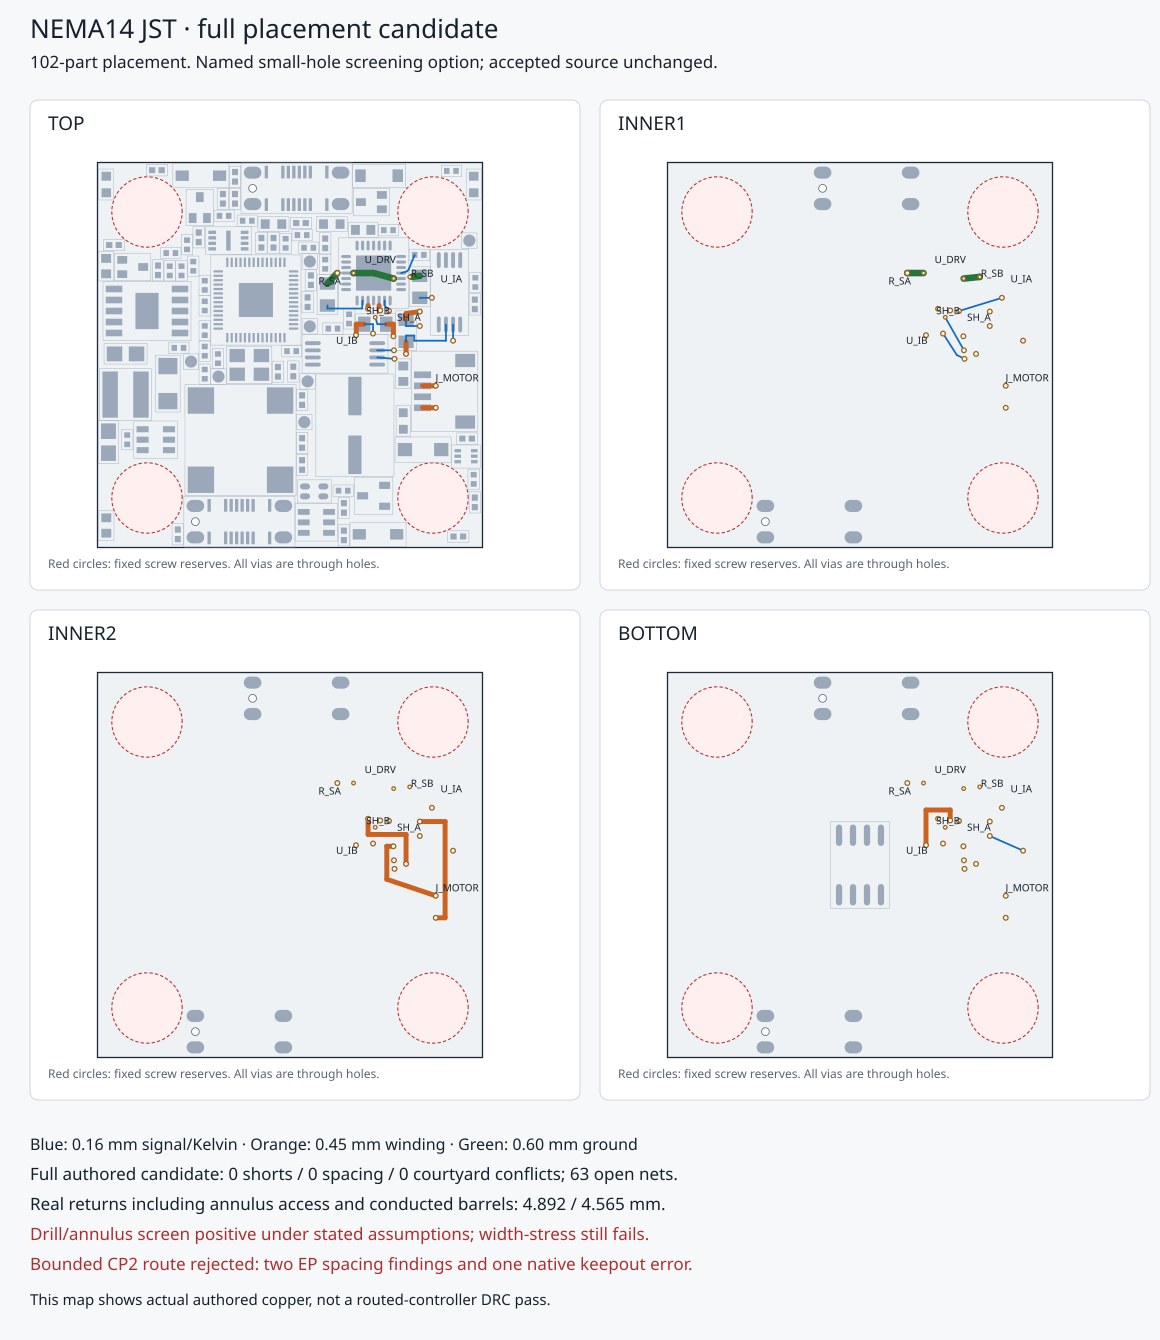 NEMA14 JST · full placement candidate
102-part placement. Named small-hole screening option; accepted source unchanged.
TOP
U_DRV
R_SA
R_SB
U_IA
SH_B
SH_A
U_IB
J_MOTOR
Red circles: fixed screw reserves. All vias are through holes.
INNER1
U_DRV
R_SA
R_SB
U_IA
SH_B
SH_A
U_IB
J_MOTOR
Red circles: fixed screw reserves. All vias are through holes.
INNER2
U_DRV
R_SA
R_SB
U_IA
SH_B
SH_A
U_IB
J_MOTOR
Red circles: fixed screw reserves. All vias are through holes.
BOTTOM
U_DRV
R_SA
R_SB
U_IA
SH_B
SH_A
U_IB
J_MOTOR
Red circles: fixed screw reserves. All vias are through holes.
Blue: 0.16 mm signal/Kelvin · Orange: 0.45 mm winding · Green: 0.60 mm ground
Full authored candidate: 0 shorts / 0 spacing / 0 courtyard conflicts; 63 open nets.
Real returns including annulus access and conducted barrels: 4.892 / 4.565 mm.
Drill/annulus screen positive under stated assumptions; width-stress still fails.
Bounded CP2 route rejected: two EP spacing findings and one native keepout error.
This map shows actual authored copper, not a routed-controller DRC pass.